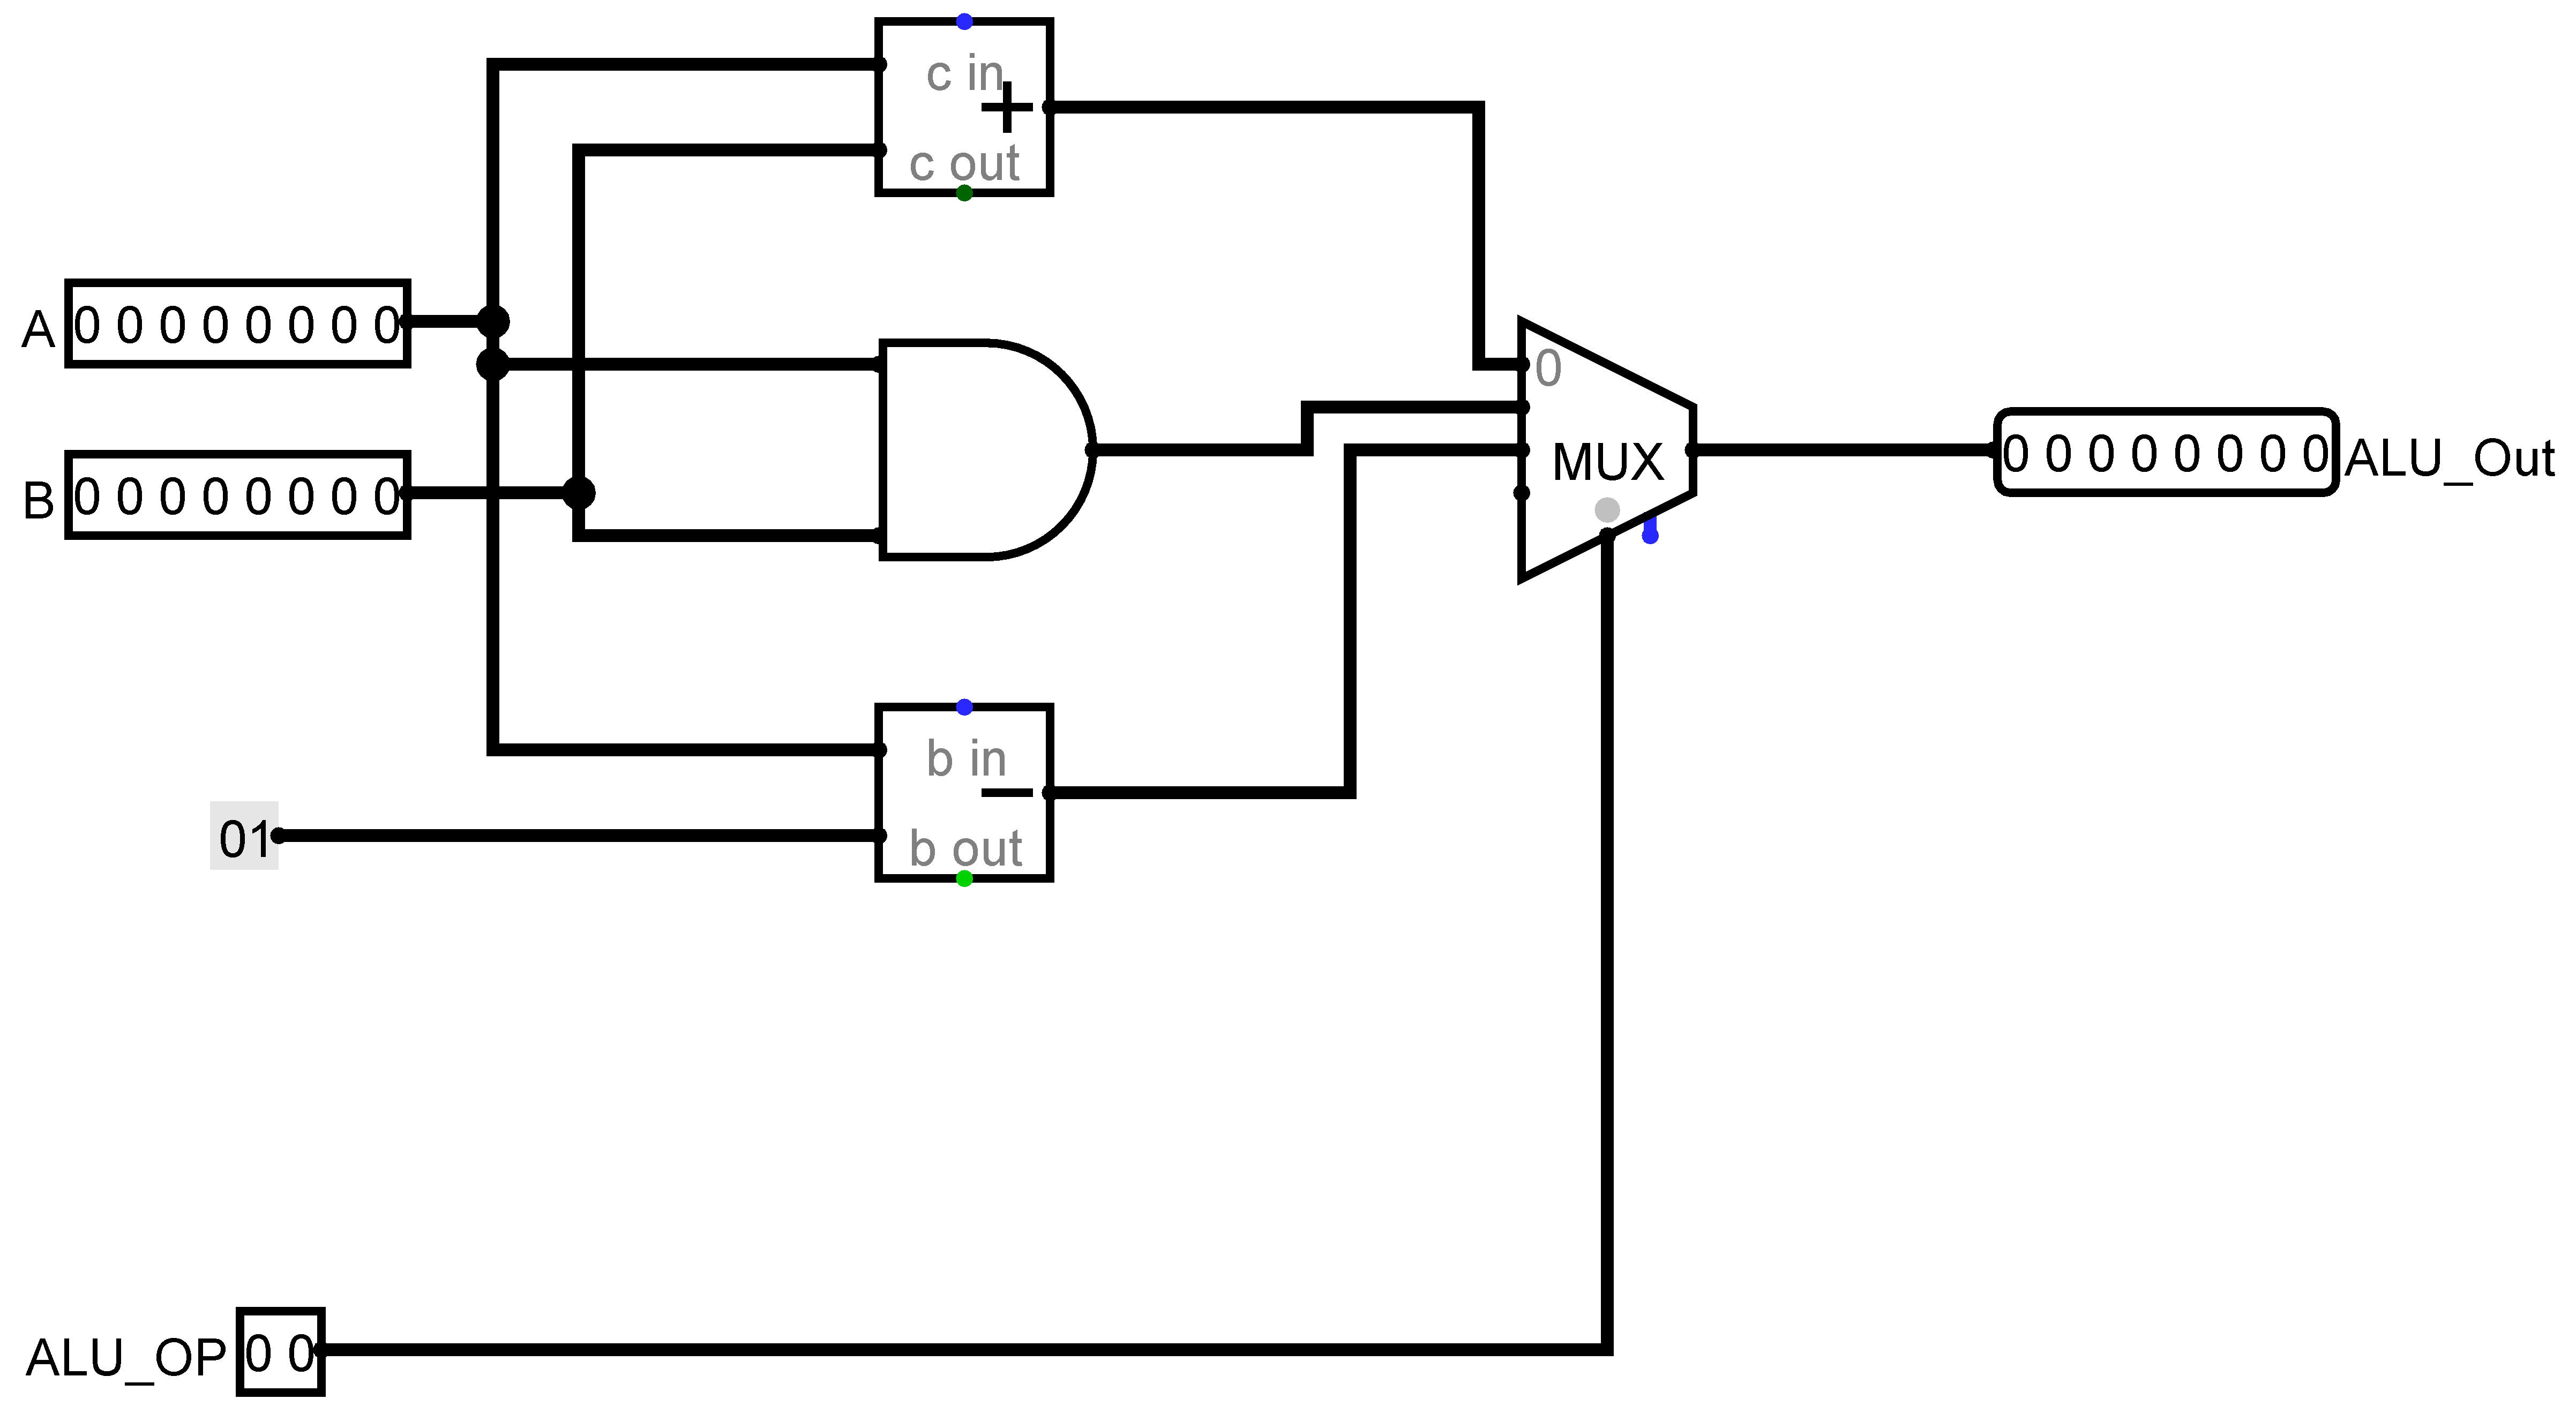 c in
+
c out
A 0 0 0 0 0 0 0 0
0
B 0 0 0 0 0 0 0 0
MUX
0 0 0 0 0 0 0 0 ALU_Out
b in
01
b out
ALU_OP 0 0